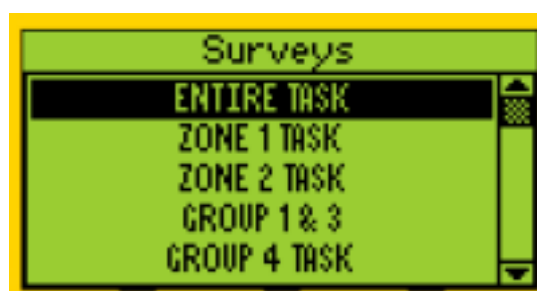 Surveys
ENTIRE TASK
ZONE 1 TASK
ZONE 2 TASK
GROUP 1 & 3
GROUP 4 TASK